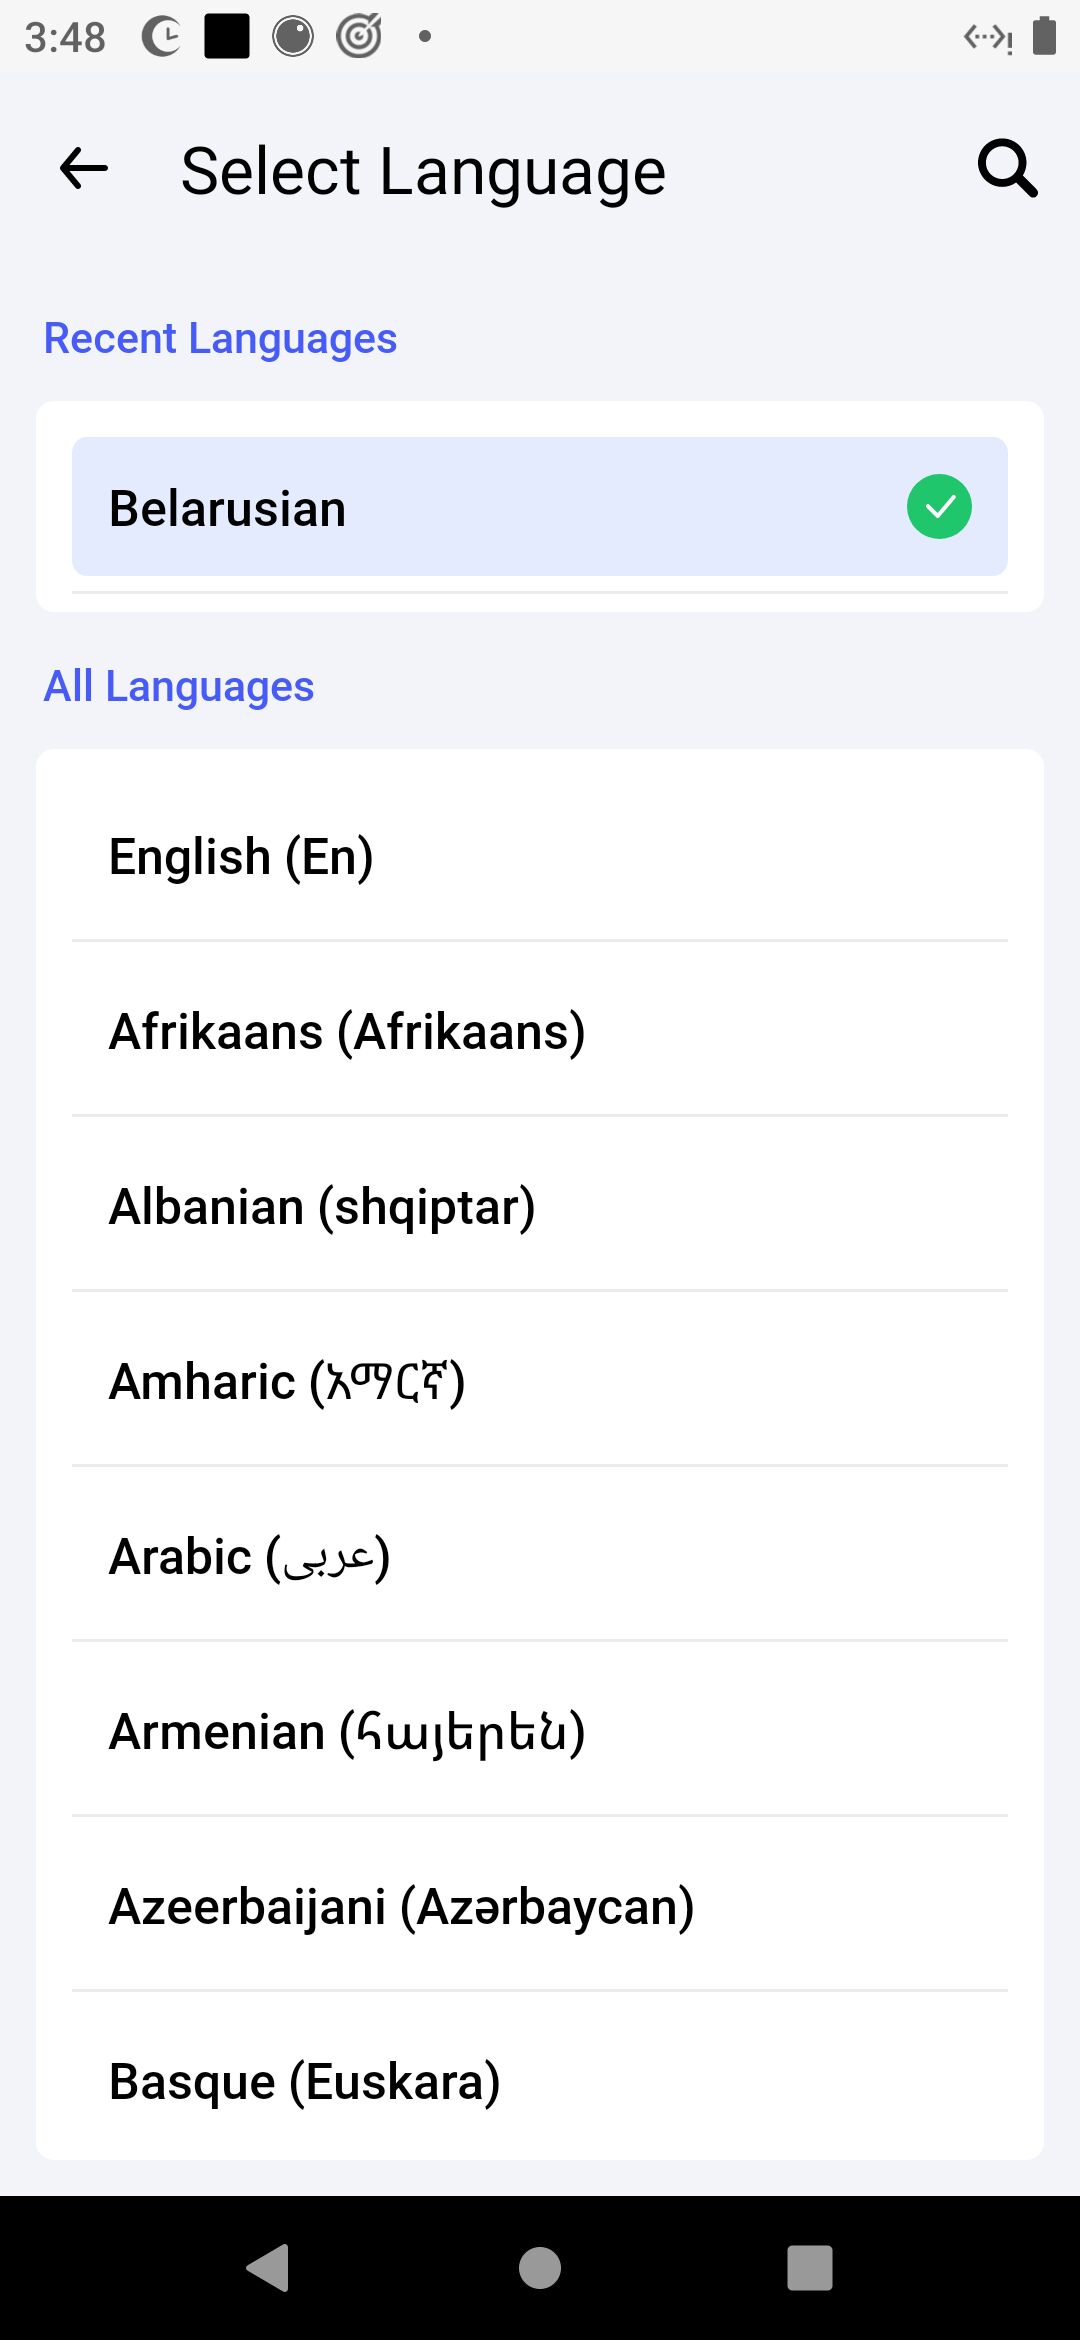 3:48
Select Language
Recent Languages
Belarusian
All Languages
English (En)
Afrikaans (Afrikaans)
Albanian (shqiptar)
Amharic (አማርኛ)
Arabic (عربى)
Armenian (հայերեն)
Azeerbaijani (Azərbaycan)
Basque (Euskara)